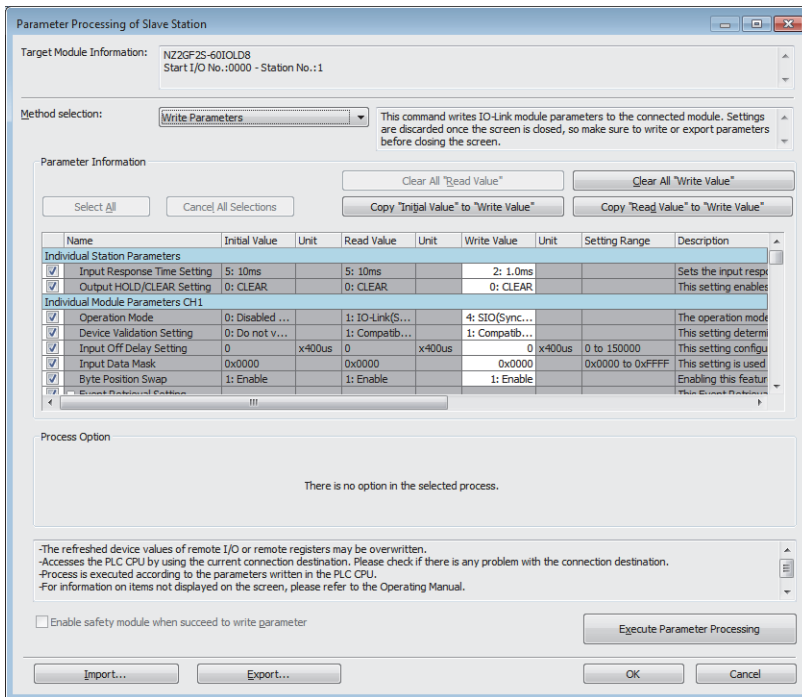 Parameter Processing of Slave Station
Target Module Information:
NZ2GF2S-60IOLD8
Start I/O No.:0000 - Station No.:1
Method selection:
Write Parameters
This command writes IO-Link module parameters to the connected module. Settings
are discarded once the screen is closed, so make sure to write or export parameters
before closing the screen.
Parameter Information
Clear All "Read Value"
Clear All "Write Value"
Select All
Cancel All Selections
Copy "Initial Value" to "Write Value"
Copy "Read Value" to "Write Value"
Name Initial Value Unit Read Value Unit Write Value Unit Setting Range Description
Individual Station Parameters
Input Response Time Setting 5: 10ms 5: 10ms 2: 1.0ms Sets the input respo
Output HOLD/CLEAR Setting 0: CLEAR 0: CLEAR 0: CLEAR This setting enables
Individual Module Parameters CH1
Operation Mode 0: Disabled ... 1: IO-Link(S... 4: SIO(Sync... The operation mode
Device Validation Setting 0: Do not v... 1: Compatib... 1: Compatib... This setting determi
Input Off Delay Setting 0 x400us 0 x400us 0 x400us 0 to 150000 This setting configu
Input Data Mask 0x0000 0x0000 0x0000 0x0000 to 0xFFFF This setting is used
Byte Position Swap 1: Enable 1: Enable 1: Enable Enabling this featur
Event Retrieval Setting This Event Retrieva
Process Option
There is no option in the selected process.
-The refreshed device values of remote I/O or remote registers may be overwritten.
-Accesses the PLC CPU by using the current connection destination. Please check if there is any problem with the connection destination.
-Process is executed according to the parameters written in the PLC CPU.
-For information on items not displayed on the screen, please refer to the Operating Manual.
Enable safety module when succeed to write parameter
Execute Parameter Processing
Import...
Export...
OK
Cancel